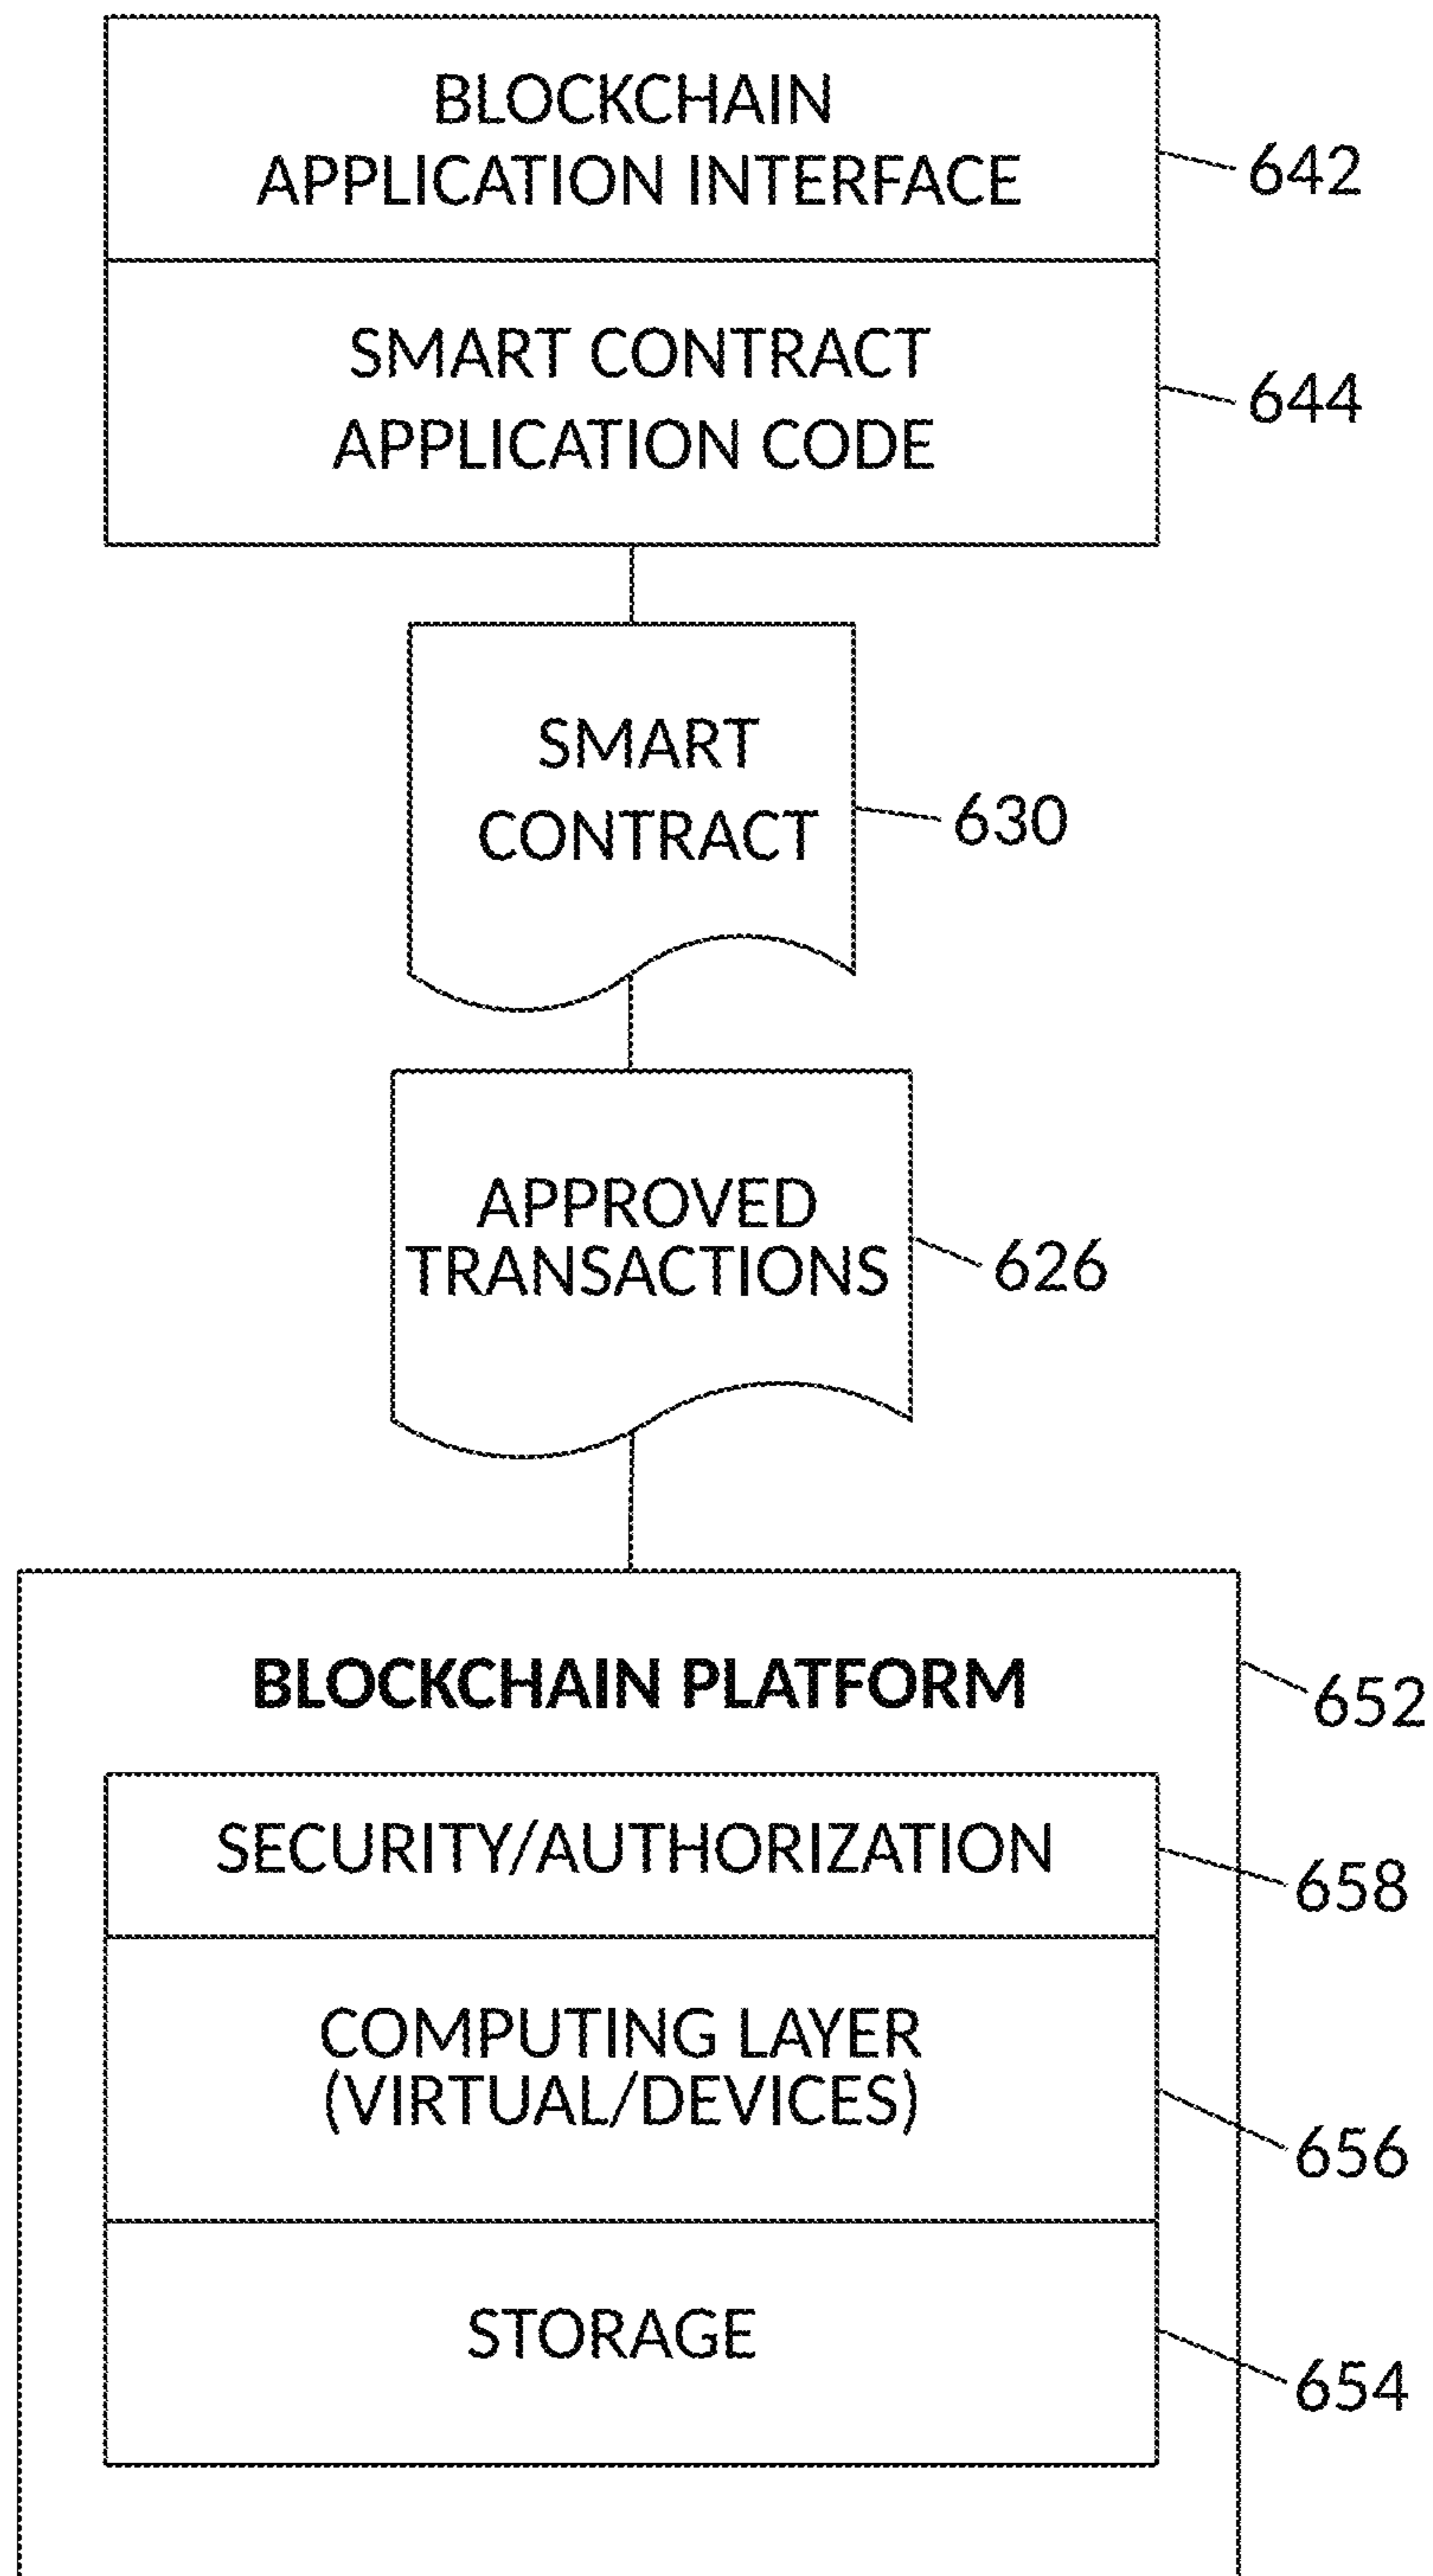 BLOCKCHAIN
APPLICATION INTERFACE
642
SMART CONTRACT
APPLICATION CODE
644
SMART
CONTRACT
630
APPROVED
TRANSACTIONS
626
BLOCKCHAIN PLATFORM
652
SECURITY/AUTHORIZATION
658
COMPUTING LAYER
(VIRTUAL/DEVICES)
656
STORAGE
654